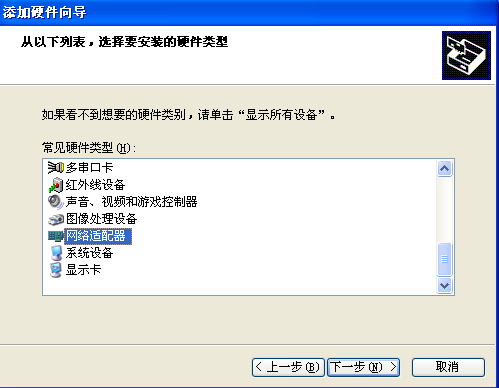 添加硬件向导
从以下列表，选择要安装的硬件类型
如果看不到想要的硬件类别，请单击“显示所有设备”。
常见硬件类型(H):
多串口卡
红外线设备
声音、视频和游戏控制器
图像处理设备
网络适配器
系统设备
显示卡
< 上一步(B) 下一步(N) > 取消